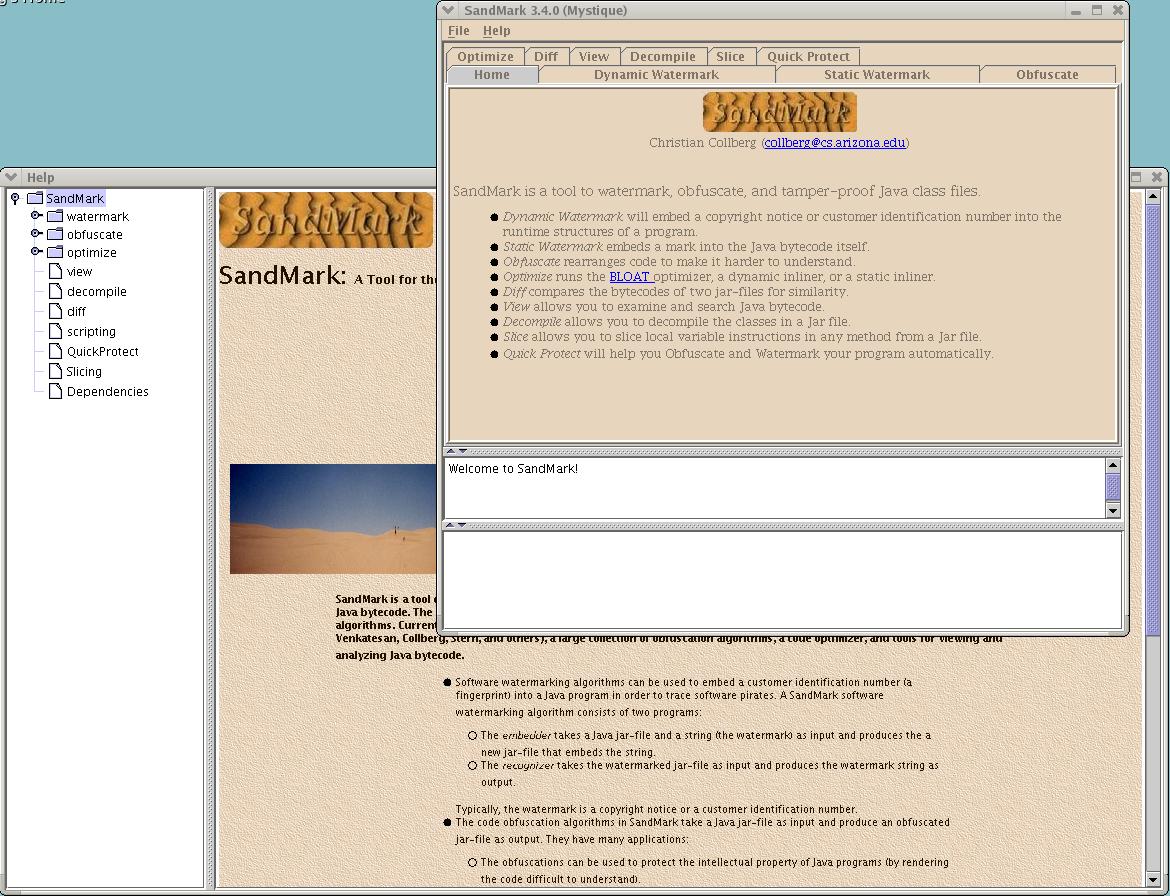 s Home
SandMark 3.4.0 (Mystique)
File Help
Optimize Diff View Decompile Slice Quick Protect
Home Dynamic Watermark Static Watermark Obfuscate
SandMark
Christian Collberg (collberg@cs.arizona.edu)
SandMark is a tool to watermark, obfuscate, and tamper-proof Java class files.
Dynamic Watermark will embed a copyright notice or customer identification number into the
runtime structures of a program.
Static Watermark embeds a mark into the Java bytecode itself.
Obfuscate rearranges code to make it harder to understand.
Optimize runs the BLOAT optimizer, a dynamic inliner, or a static inliner.
Diff compares the bytecodes of two jar-files for similarity.
View allows you to examine and search Java bytecode.
Decompile allows you to decompile the classes in a Jar file.
Slice allows you to slice local variable instructions in any method from a Jar file.
Quick Protect will help you Obfuscate and Watermark your program automatically.
Welcome to SandMark!
Help
SandMark
watermark
obfuscate
optimize
view
decompile
diff
scripting
QuickProtect
Slicing
Dependencies
SandMark
SandMark: A Tool for the
SandMark is a tool
Java bytecode. The
algorithms. Current
Venkatesan, Collberg, Stern, and others), a large collection of obfuscation algorithms, a code optimizer, and tools for viewing and
analyzing Java bytecode.
Software watermarking algorithms can be used to embed a customer identification number (a
fingerprint) into a Java program in order to trace software pirates. A SandMark software
watermarking algorithm consists of two programs:
The embedder takes a Java jar-file and a string (the watermark) as input and produces the a
new jar-file that embeds the string.
The recognizer takes the watermarked jar-file as input and produces the watermark string as
output.
Typically, the watermark is a copyright notice or a customer identification number.
The code obfuscation algorithms in SandMark take a Java jar-file as input and produce an obfuscated
jar-file as output. They have many applications:
The obfuscations can be used to protect the intellectual property of Java programs (by rendering
the code difficult to understand).